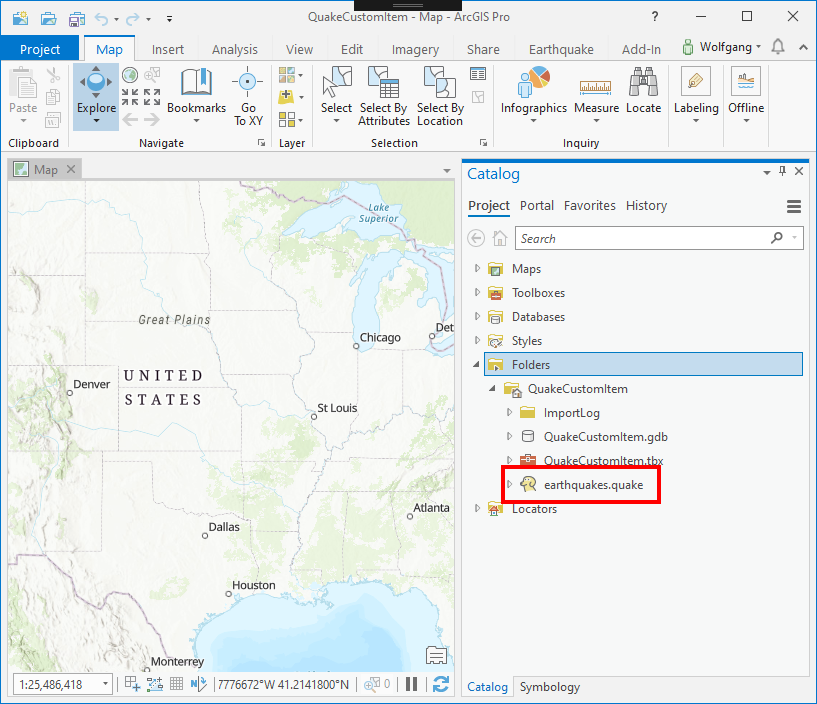 QuakeCustomItem - Map - ArcGIS Pro
?
Project Map Insert Analysis View Edit Imagery Share Earthquake Add-In Wolfgang
Paste
Explore
Bookmarks
Go
To XY
Select
Select By
Attributes
Select By
Location
Infographics
Measure
Locate
Labeling
Offline
Clipboard Navigate Layer Selection Inquiry
Map
Lake
Superior
Great Plains
Chicago
Det
UNITED
STATES
Denver
St Louis
Atlanta
Dallas
Houston
Monterrey
1:25,486,418
7776672°W 41.2141800°N
0
Catalog
Project Portal Favorites History
Search
Maps
Toolboxes
Databases
Styles
Folders
QuakeCustomItem
ImportLog
QuakeCustomItem.gdb
QuakeCustomItem.tbx
earthquakes.quake
Locators
Catalog Symbology